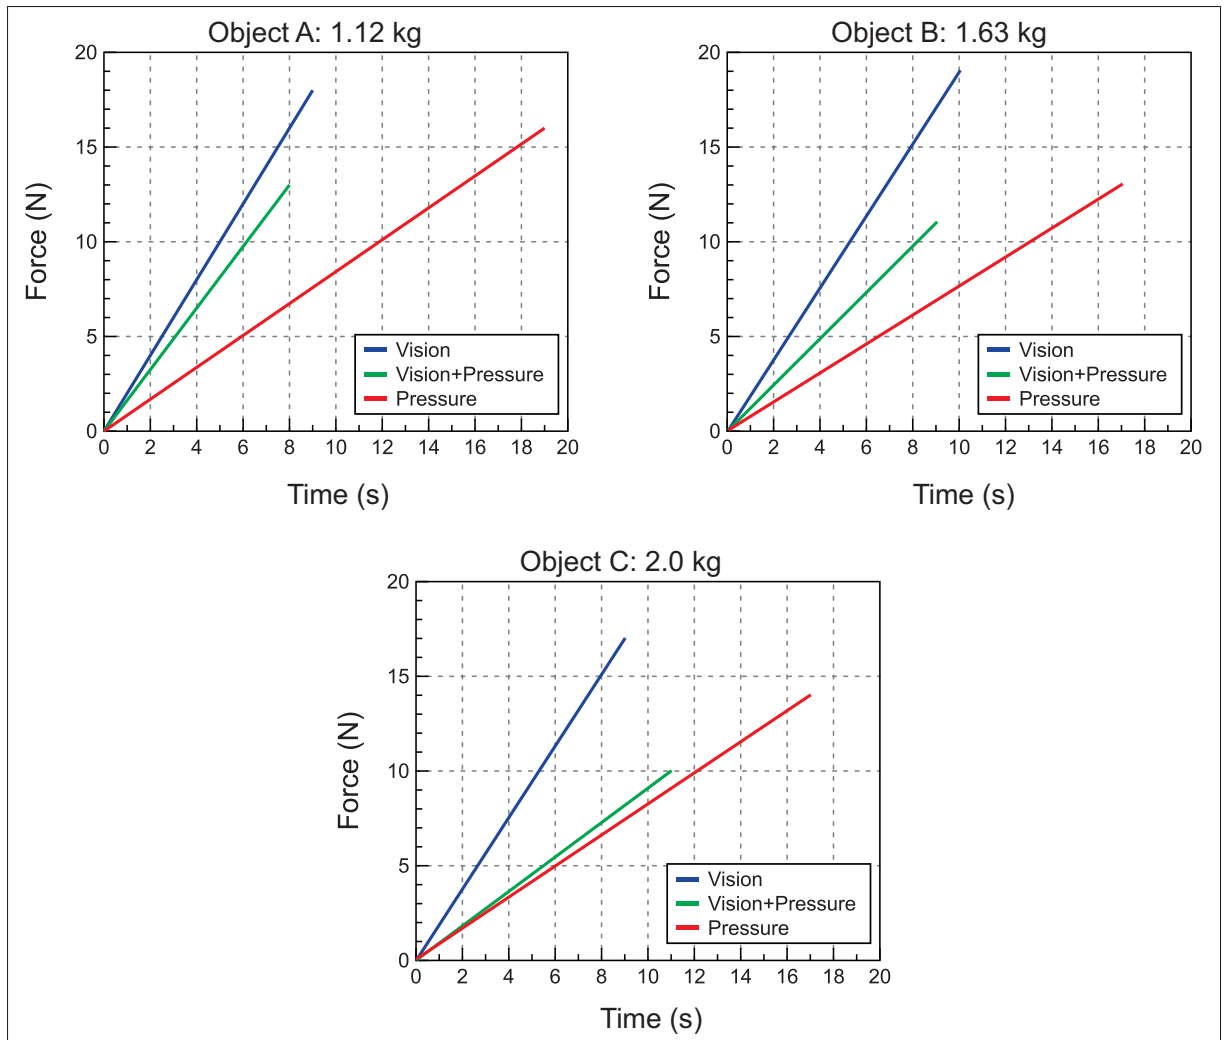 Object A: 1.12 kg
20
15
10
5
0
Force (N)
0 2 4 6 8 10 12 14 16 18 20
Time (s)
Vision
Vision+Pressure
Pressure
Object B: 1.63 kg
20
15
10
5
0
Force (N)
0 2 4 6 8 10 12 14 16 18 20
Time (s)
Vision
Vision+Pressure
Pressure
Object C: 2.0 kg
20
15
10
5
0
Force (N)
0 2 4 6 8 10 12 14 16 18 20
Time (s)
Vision
Vision+Pressure
Pressure